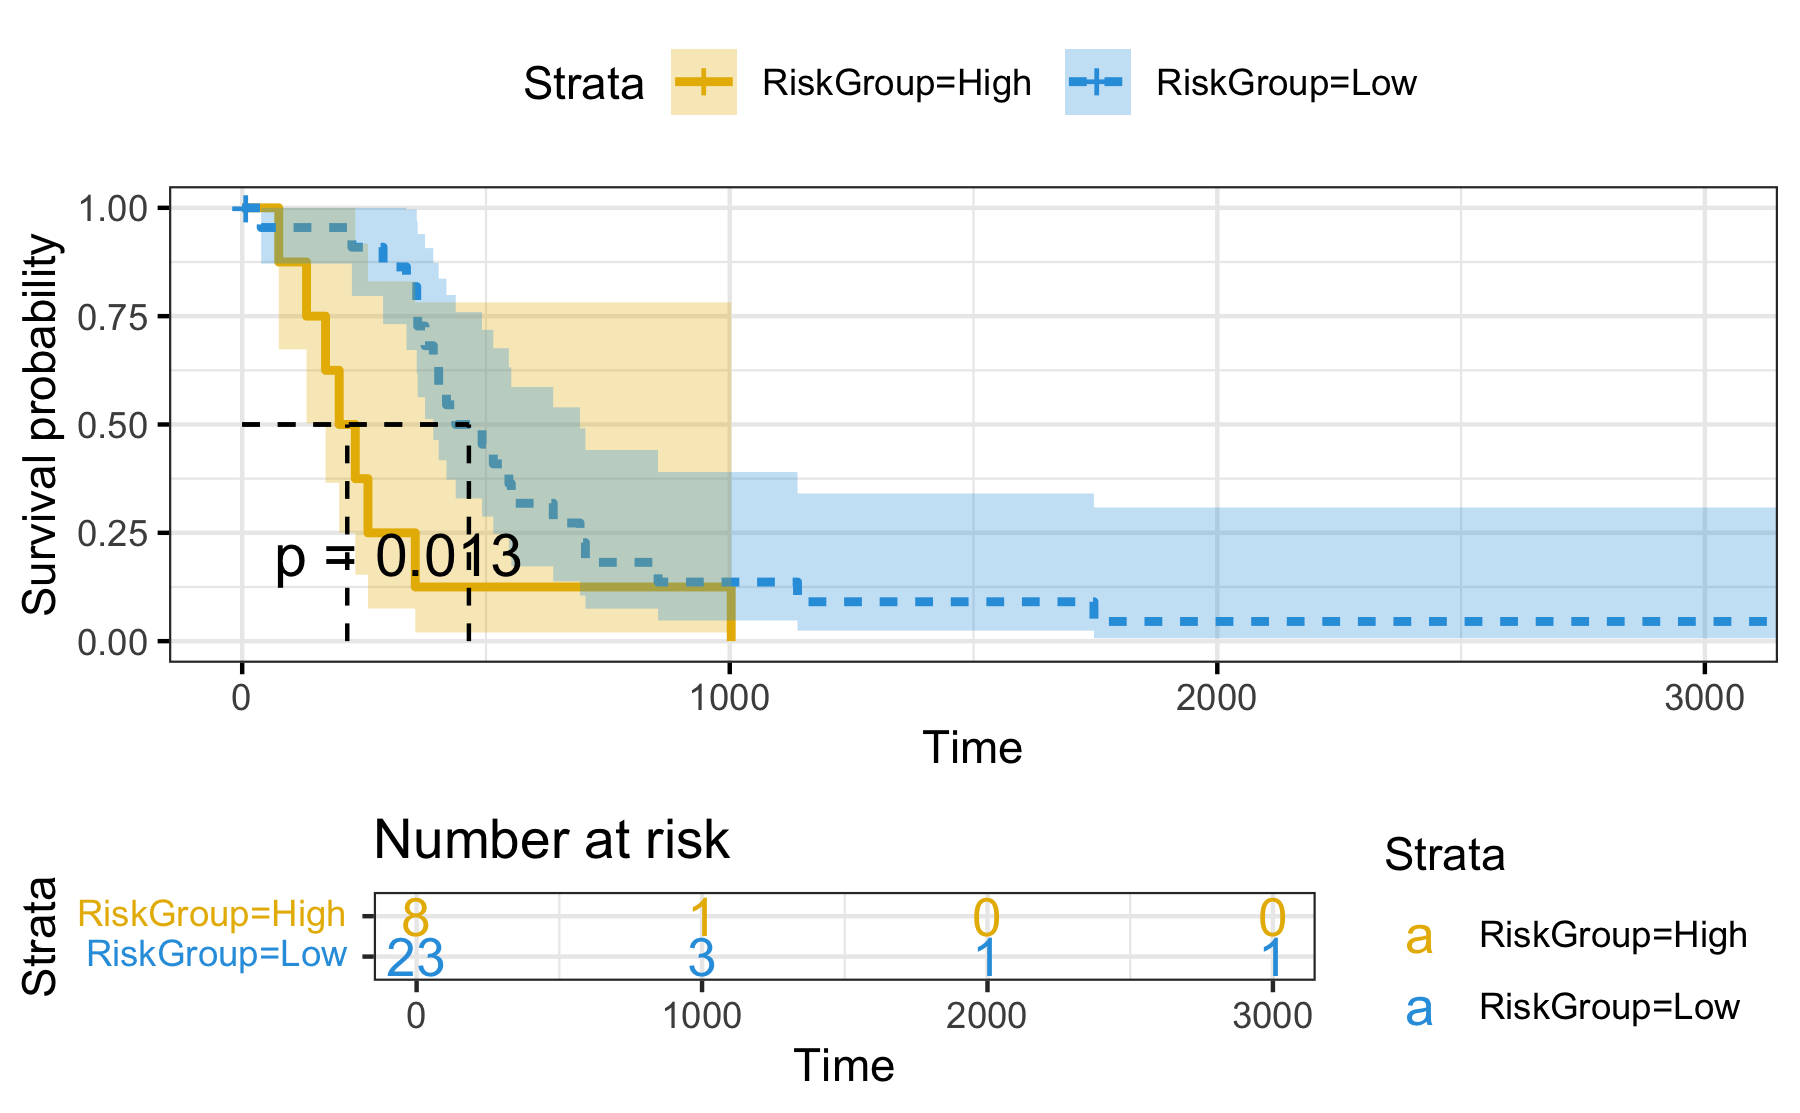 Strata RiskGroup=High RiskGroup=Low
Survival probability
1.00
0.75
0.50
0.25
0.00
p = 0.013
0 1000 2000 3000
Time
Number at risk
Strata
RiskGroup=High 8 1 0 0
RiskGroup=Low 23 3 1 1
0 1000 2000 3000
Time
Strata
a RiskGroup=High
a RiskGroup=Low